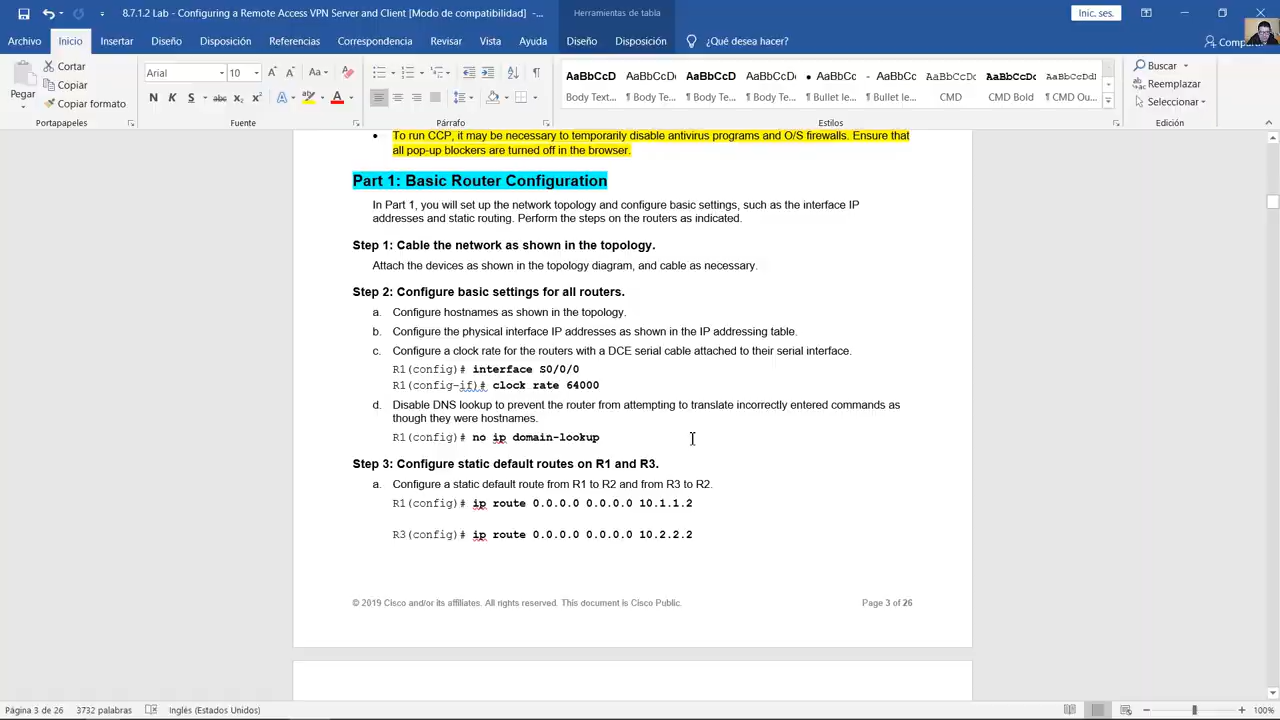 8.7.1.2 Lab - Configuring a Remote Access VPN Server and Client [Modo de compatibilidad] -...
Herramientas de tabla
Inic. ses.
Archivo Inicio Insertar Diseño Disposición Referencias Correspondencia Revisar Vista Ayuda Diseño Disposición ¿Qué desea hacer? Compartir
Pegar
Cortar
Copiar
Copiar formato
Portapapeles
Arial 10 A A Aa
N K S abc x₂ x² A A
Fuente
Párrafo
AaBbCcD AaBbCcDı AaBbCcD AaBbCcDı • AaBbCc - AaBbCc AaBbCcDc AaBbCcDc AaBbCcDc
Body Text... ¶ Body Te... ¶ Body Te... ¶ Body Te... ¶ Bullet le... ¶ Bullet le... CMD CMD Bold ¶ CMD Ou...
Estilos
Buscar
Reemplazar
Seleccionar
Edición
• To run CCP, it may be necessary to temporarily disable antivirus programs and O/S firewalls. Ensure that
all pop-up blockers are turned off in the browser.
Part 1: Basic Router Configuration
In Part 1, you will set up the network topology and configure basic settings, such as the interface IP
addresses and static routing. Perform the steps on the routers as indicated.
Step 1: Cable the network as shown in the topology.
Attach the devices as shown in the topology diagram, and cable as necessary.
Step 2: Configure basic settings for all routers.
a. Configure hostnames as shown in the topology.
b. Configure the physical interface IP addresses as shown in the IP addressing table.
c. Configure a clock rate for the routers with a DCE serial cable attached to their serial interface.
R1(config)# interface S0/0/0
R1(config-if)# clock rate 64000
d. Disable DNS lookup to prevent the router from attempting to translate incorrectly entered commands as
though they were hostnames.
R1(config)# no ip domain-lookup
Step 3: Configure static default routes on R1 and R3.
a. Configure a static default route from R1 to R2 and from R3 to R2.
R1(config)# ip route 0.0.0.0 0.0.0.0 10.1.1.2
R3(config)# ip route 0.0.0.0 0.0.0.0 10.2.2.2
© 2019 Cisco and/or its affiliates. All rights reserved. This document is Cisco Public. Page 3 of 26
Página 3 de 26 3732 palabras Inglés (Estados Unidos) 100%